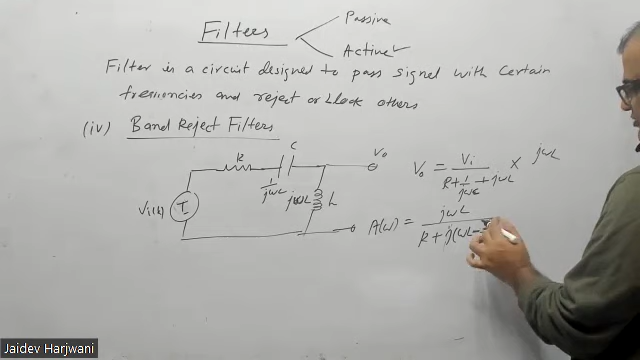 Filters
Passive
Active
Filter is a circuit designed to pass signal with certain
frequencies and reject or block others
(iv) Band Reject Filters
R
C
1/jωC
jωL
L
Vi(t)
Vo
Vo = Vi / (R + 1/jωC + jωL) × jωL
A(ω) = jωL / (R + j(ωL -
Jaidev Harjwani